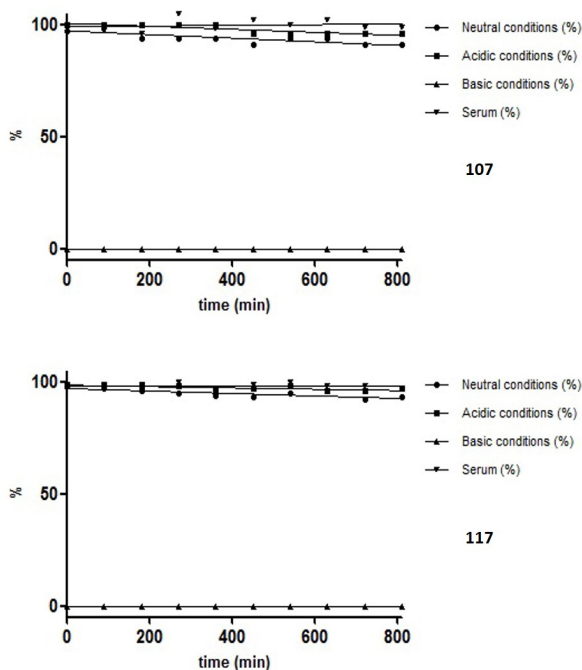 100
50
0
%
0 200 400 600 800
time (min)
Neutral conditions (%)
Acidic conditions (%)
Basic conditions (%)
Serum (%)
107
100
50
0
%
0 200 400 600 800
time (min)
Neutral conditions (%)
Acidic conditions (%)
Basic conditions (%)
Serum (%)
117